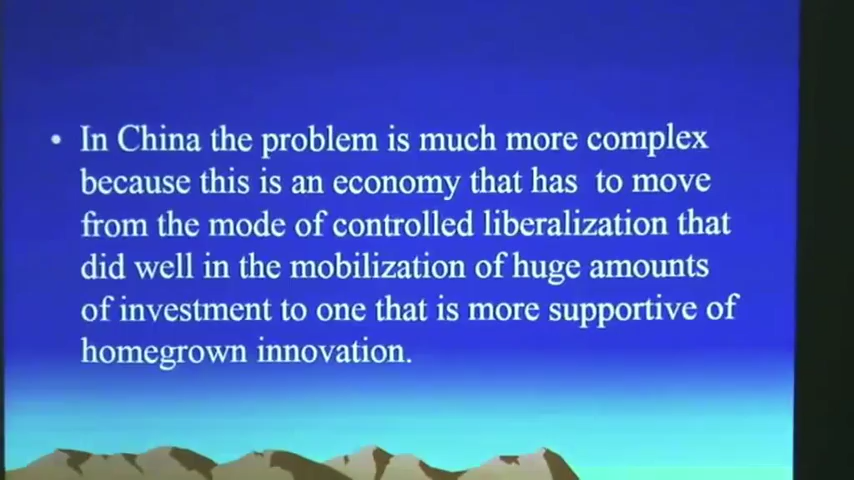 • In China the problem is much more complex
because this is an economy that has  to move
from the mode of controlled liberalization that
did well in the mobilization of huge amounts
of investment to one that is more supportive of
homegrown innovation.